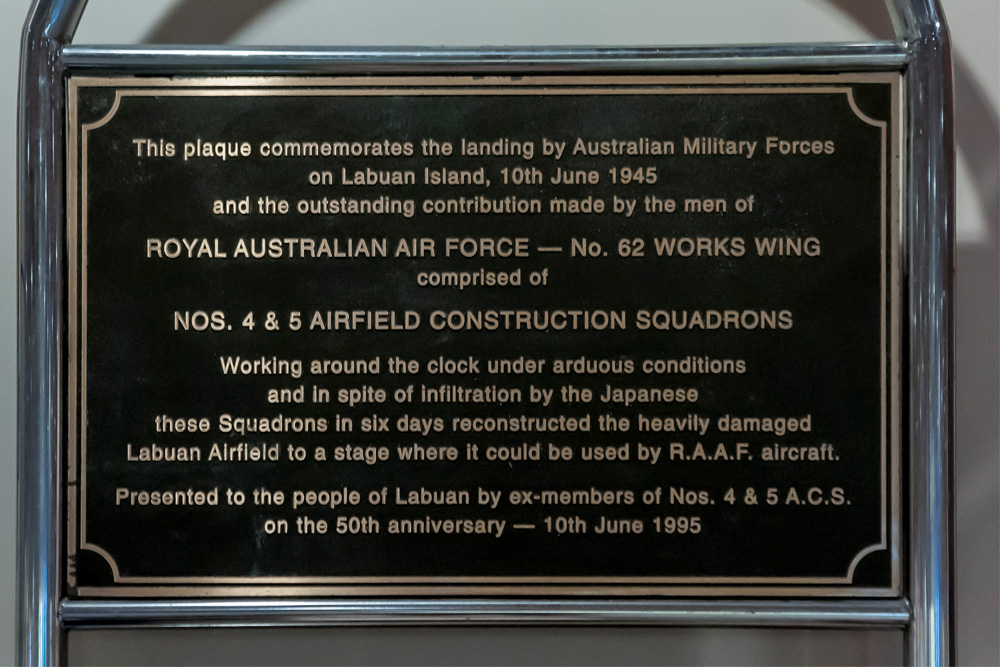 This plaque commemorates the landing by Australian Military Forces
on Labuan Island, 10th June 1945
and the outstanding contribution made by the men of
ROYAL AUSTRALIAN AIR FORCE — No. 62 WORKS WING
comprised of
NOS. 4 & 5 AIRFIELD CONSTRUCTION SQUADRONS
Working around the clock under arduous conditions
and in spite of infiltration by the Japanese
these Squadrons in six days reconstructed the heavily damaged
Labuan Airfield to a stage where it could be used by R.A.A.F. aircraft.
Presented to the people of Labuan by ex-members of Nos. 4 & 5 A.C.S.
on the 50th anniversary — 10th June 1995